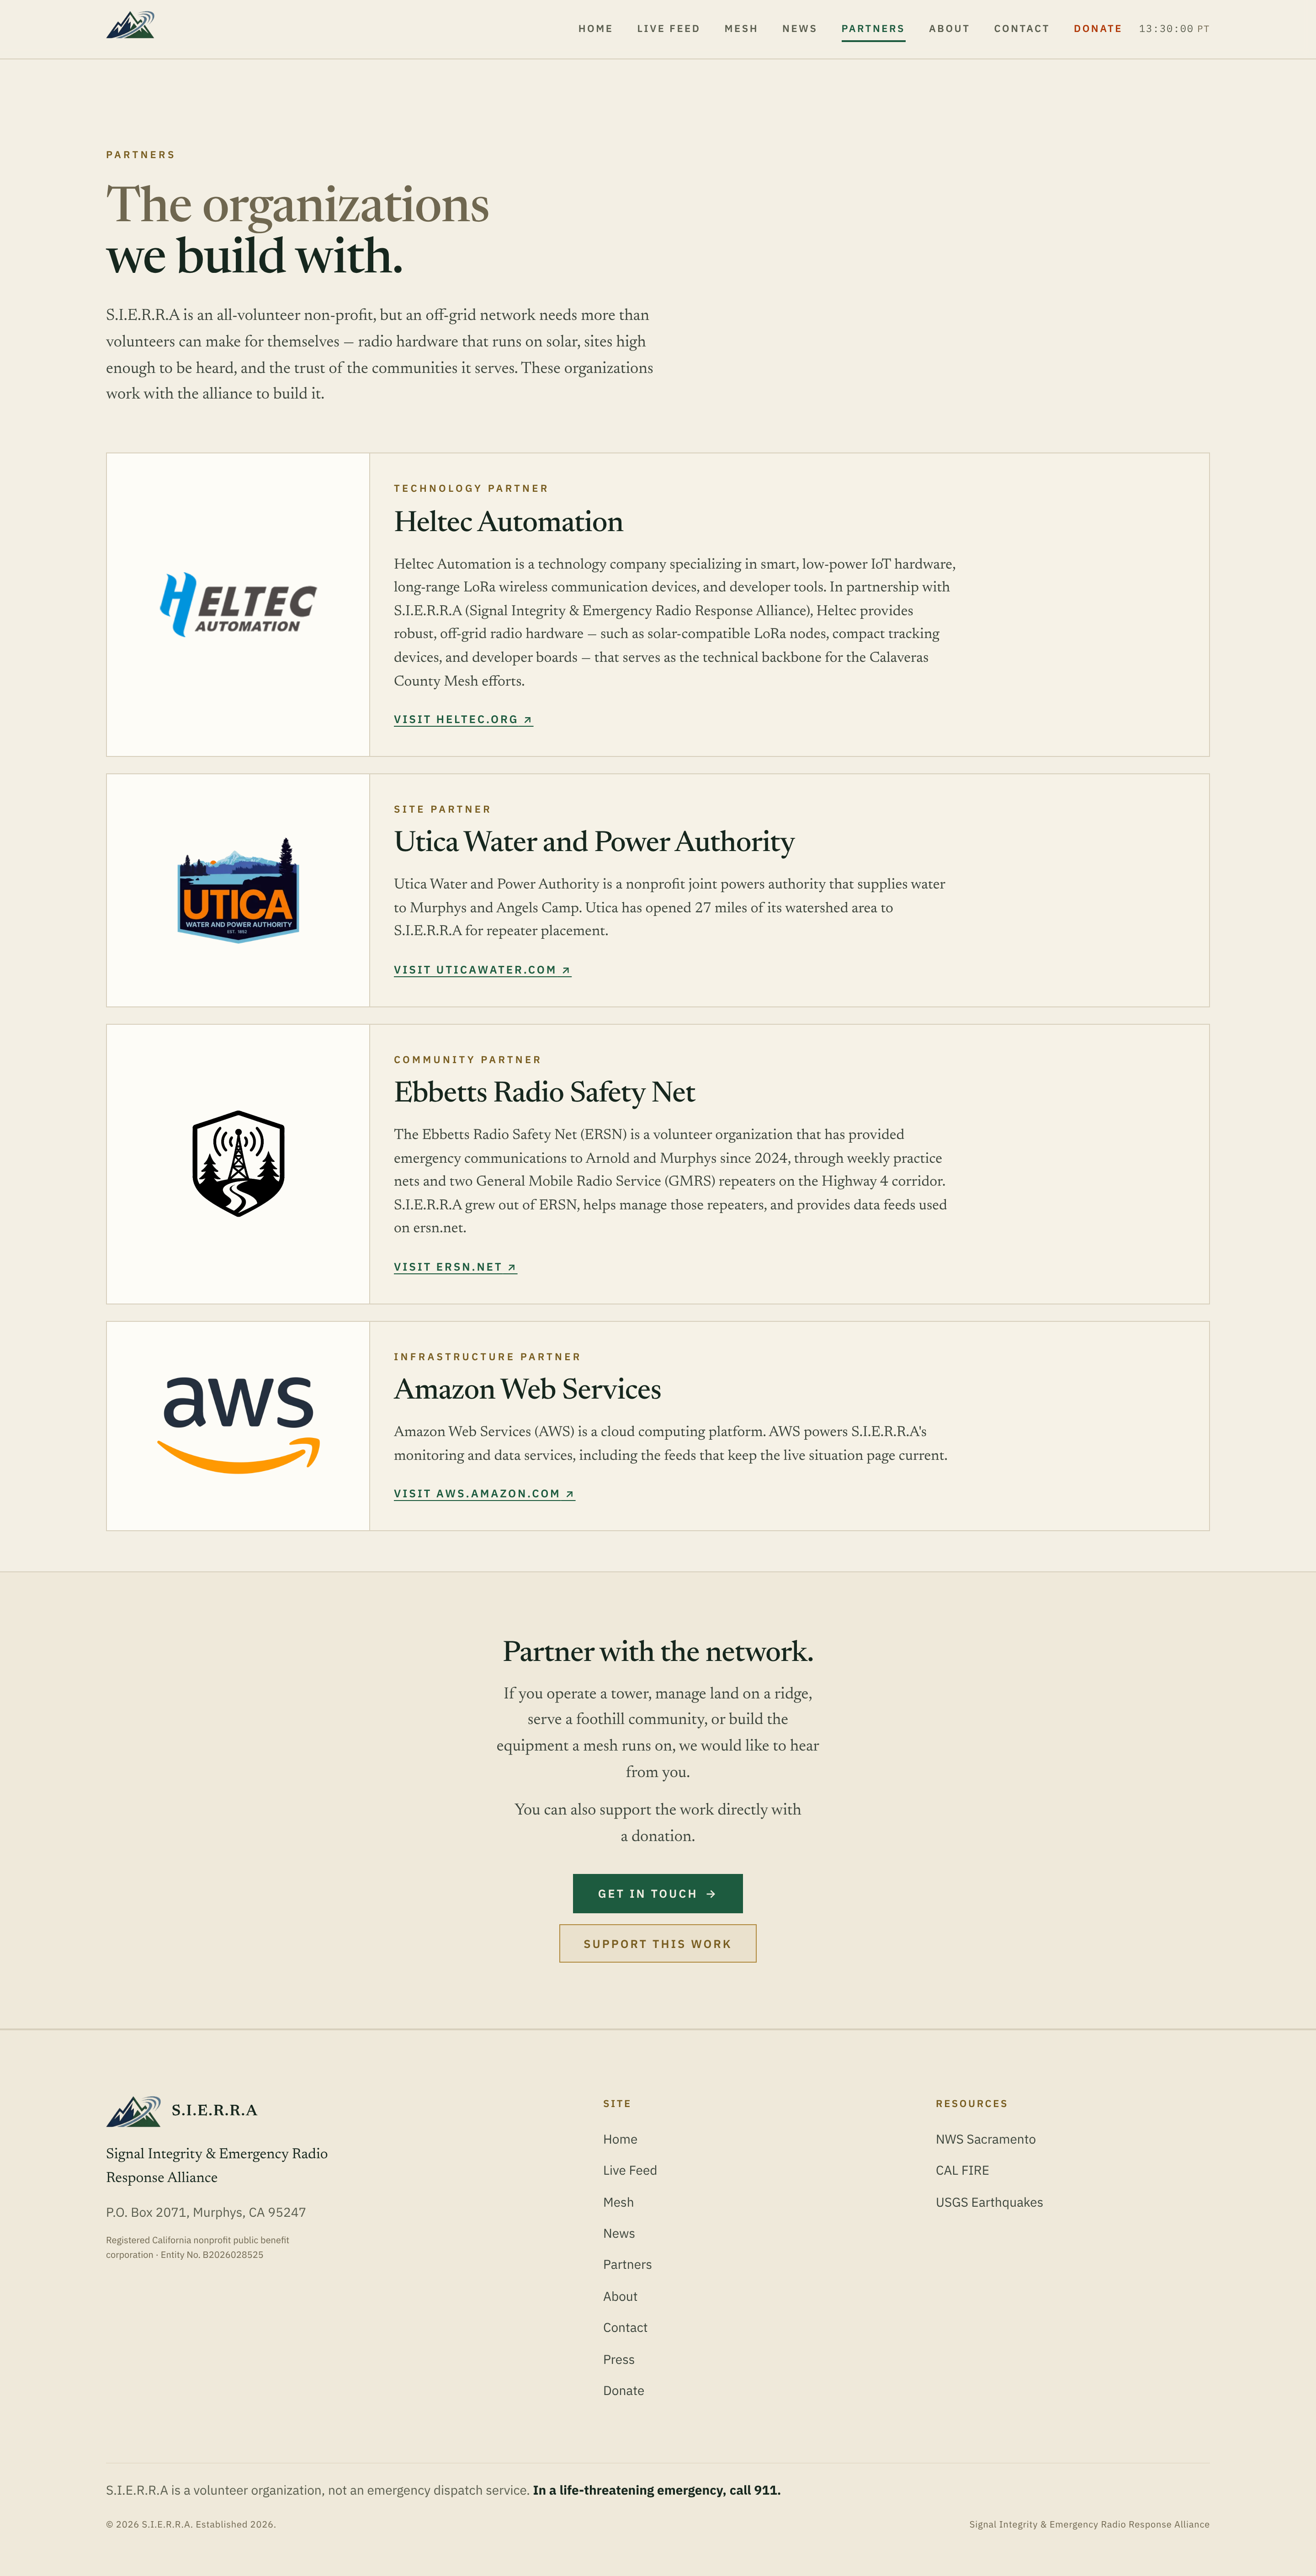 HOME LIVE FEED MESH NEWS PARTNERS ABOUT CONTACT DONATE 13:30:00 PT
PARTNERS
The organizations
we build with.
S.I.E.R.R.A is an all-volunteer non-profit, but an off-grid network needs more than
volunteers can make for themselves – radio hardware that runs on solar, sites high
enough to be heard, and the trust of the communities it serves. These organizations
work with the alliance to build it.
HELTEC
AUTOMATION
TECHNOLOGY PARTNER
Heltec Automation
Heltec Automation is a technology company specializing in smart, low-power IoT hardware,
long-range LoRa wireless communication devices, and developer tools. In partnership with
S.I.E.R.R.A (Signal Integrity & Emergency Radio Response Alliance), Heltec provides
robust, off-grid radio hardware – such as solar-compatible LoRa nodes, compact tracking
devices, and developer boards – that serves as the technical backbone for the Calaveras
County Mesh efforts.
VISIT HELTEC.ORG ↗
UTICA
WATER AND POWER AUTHORITY
EST. 1852
SITE PARTNER
Utica Water and Power Authority
Utica Water and Power Authority is a nonprofit joint powers authority that supplies water
to Murphys and Angels Camp. Utica has opened 27 miles of its watershed area to
S.I.E.R.R.A for repeater placement.
VISIT UTICAWATER.COM ↗
COMMUNITY PARTNER
Ebbetts Radio Safety Net
The Ebbetts Radio Safety Net (ERSN) is a volunteer organization that has provided
emergency communications to Arnold and Murphys since 2024, through weekly practice
nets and two General Mobile Radio Service (GMRS) repeaters on the Highway 4 corridor.
S.I.E.R.R.A grew out of ERSN, helps manage those repeaters, and provides data feeds used
on ersn.net.
VISIT ERSN.NET ↗
aws
INFRASTRUCTURE PARTNER
Amazon Web Services
Amazon Web Services (AWS) is a cloud computing platform. AWS powers S.I.E.R.R.A's
monitoring and data services, including the feeds that keep the live situation page current.
VISIT AWS.AMAZON.COM ↗
Partner with the network.
If you operate a tower, manage land on a ridge,
serve a foothill community, or build the
equipment a mesh runs on, we would like to hear
from you.
You can also support the work directly with
a donation.
GET IN TOUCH →
SUPPORT THIS WORK
S.I.E.R.R.A
Signal Integrity & Emergency Radio
Response Alliance
P.O. Box 2071, Murphys, CA 95247
Registered California nonprofit public benefit
corporation · Entity No. B2026028525
SITE
Home
Live Feed
Mesh
News
Partners
About
Contact
Press
Donate
RESOURCES
NWS Sacramento
CAL FIRE
USGS Earthquakes
S.I.E.R.R.A is a volunteer organization, not an emergency dispatch service. In a life-threatening emergency, call 911.
© 2026 S.I.E.R.R.A. Established 2026.
Signal Integrity & Emergency Radio Response Alliance